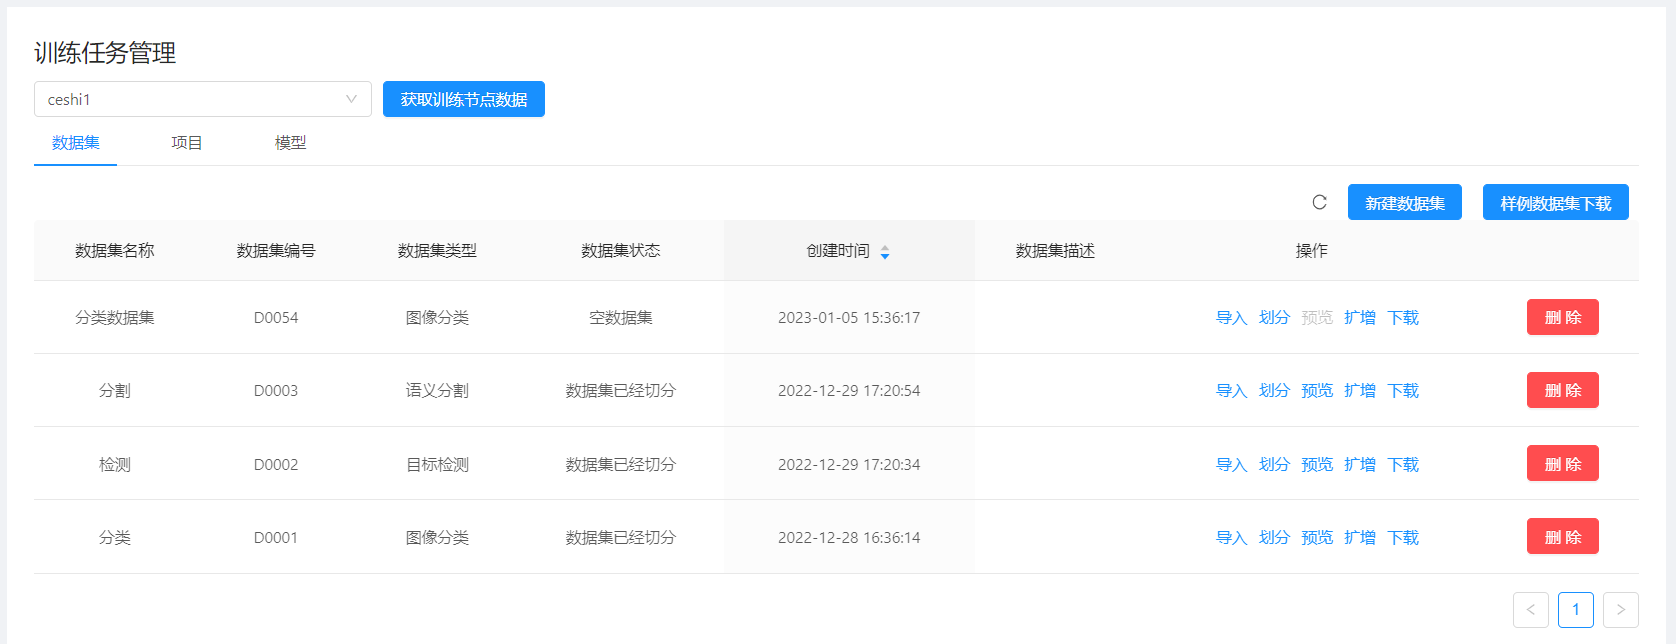 训练任务管理
ceshi1 获取训练节点数据
数据集 项目 模型
新建数据集 样例数据集下载
数据集名称 数据集编号 数据集类型 数据集状态 创建时间 数据集描述 操作
分类数据集 D0054 图像分类 空数据集 2023-01-05 15:36:17 导入 划分 预览 扩增 下载 删 除
分割 D0003 语义分割 数据集已经切分 2022-12-29 17:20:54 导入 划分 预览 扩增 下载 删 除
检测 D0002 目标检测 数据集已经切分 2022-12-29 17:20:34 导入 划分 预览 扩增 下载 删 除
分类 D0001 图像分类 数据集已经切分 2022-12-28 16:36:14 导入 划分 预览 扩增 下载 删 除
< 1 >